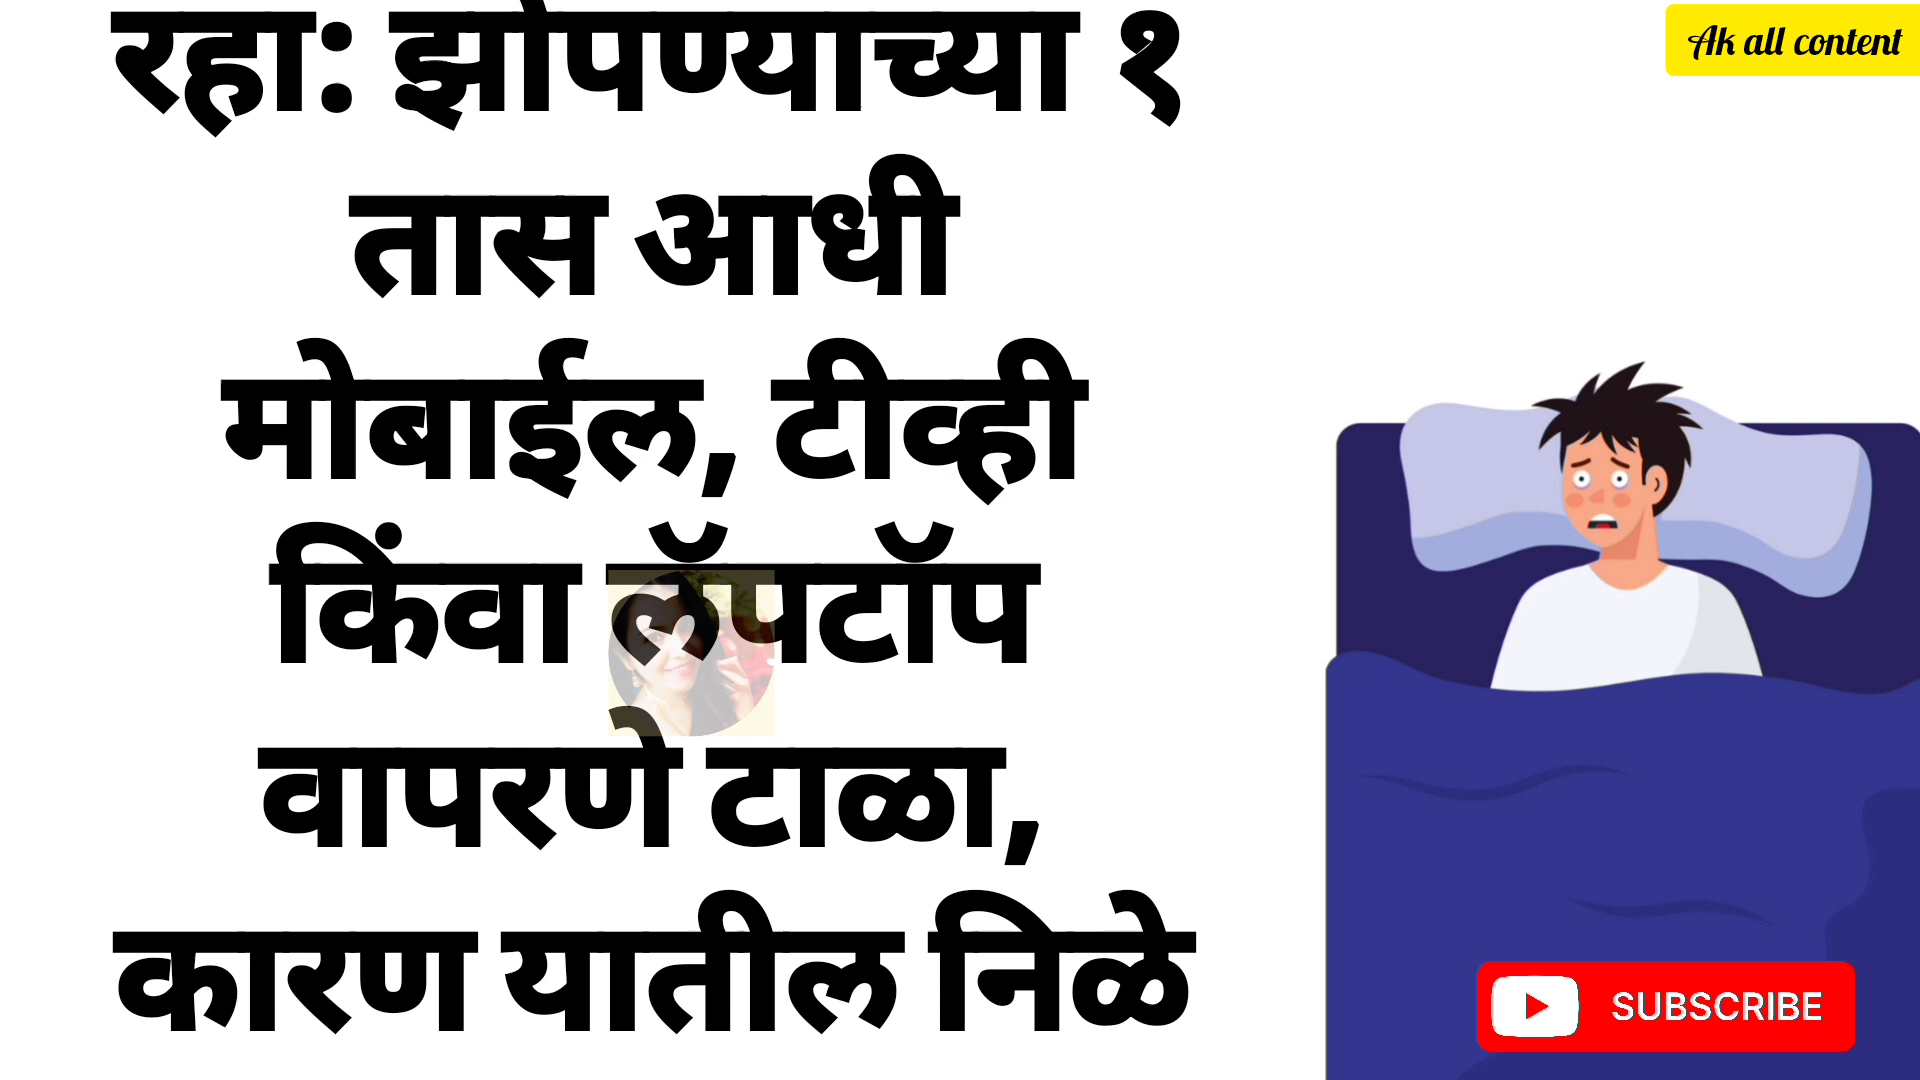 रहा: झोपण्याच्या १
तास आधी
मोबाईल, टीव्ही
किंवा लॅपटॉप
वापरणे टाळा,
कारण यातील निळे
Ak all content
SUBSCRIBE